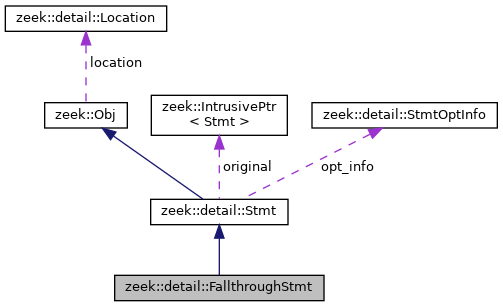 zeek::detail::Location
location
zeek::Obj
zeek::IntrusivePtr
< Stmt >
zeek::detail::StmtOptInfo
original
opt_info
zeek::detail::Stmt
zeek::detail::FallthroughStmt